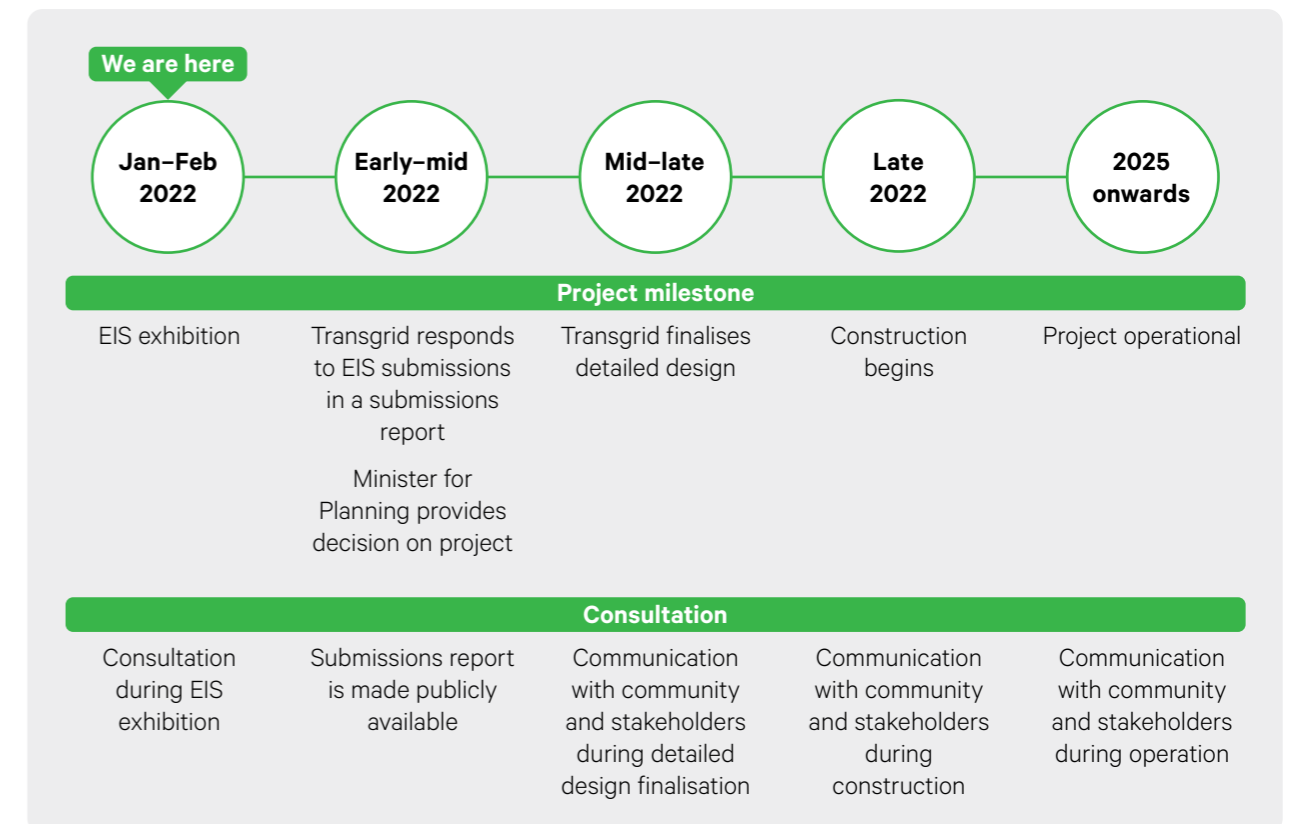 We are here
Jan–Feb
2022
Early–mid
2022
Mid–late
2022
Late
2022
2025
onwards
Project milestone
EIS exhibition
Transgrid responds
to EIS submissions
in a submissions
report
Minister for
Planning provides
decision on project
Transgrid finalises
detailed design
Construction
begins
Project operational
Consultation
Consultation
during EIS
exhibition
Submissions report
is made publicly
available
Communication
with community
and stakeholders
during detailed
design finalisation
Communication
with community
and stakeholders
during
construction
Communication
with community
and stakeholders
during operation